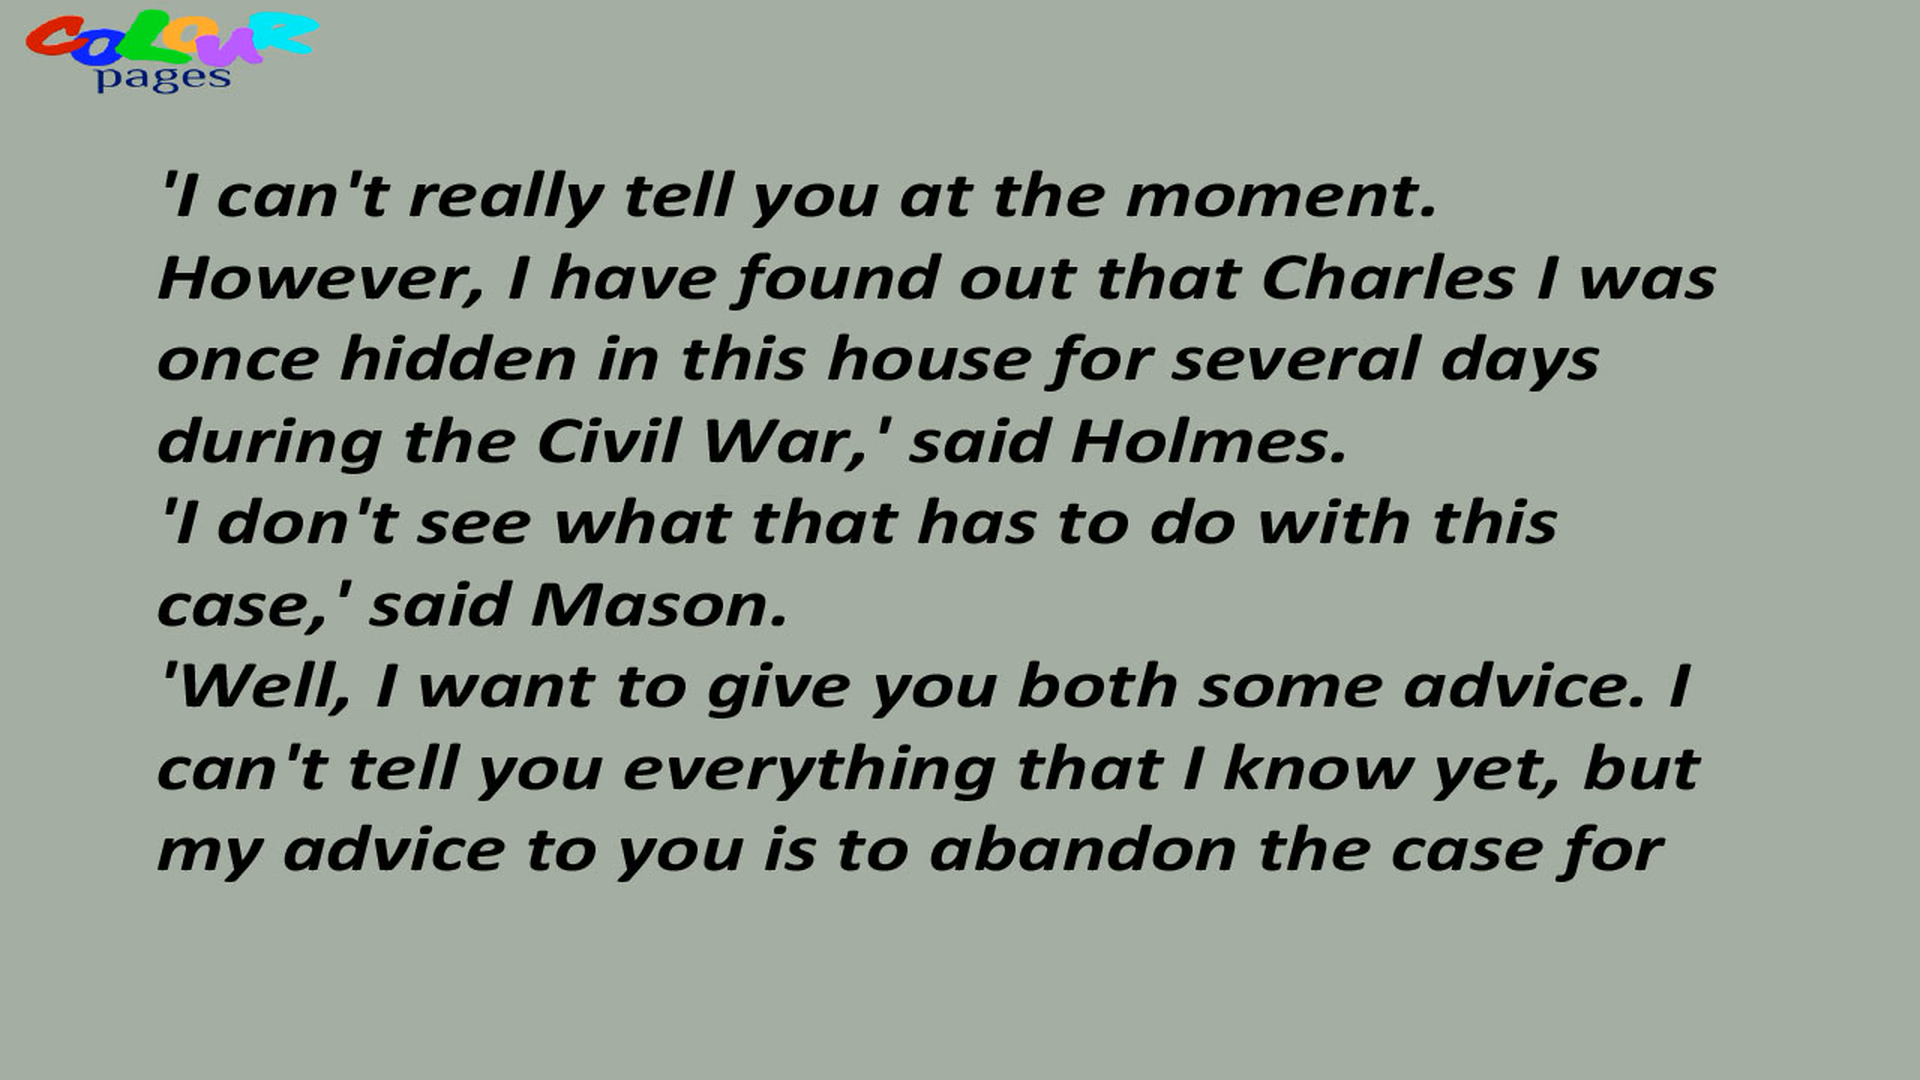 COLOUR
pages
'I can't really tell you at the moment.
However, I have found out that Charles I was
once hidden in this house for several days
during the Civil War,' said Holmes.
'I don't see what that has to do with this
case,' said Mason.
'Well, I want to give you both some advice. I
can't tell you everything that I know yet, but
my advice to you is to abandon the case for